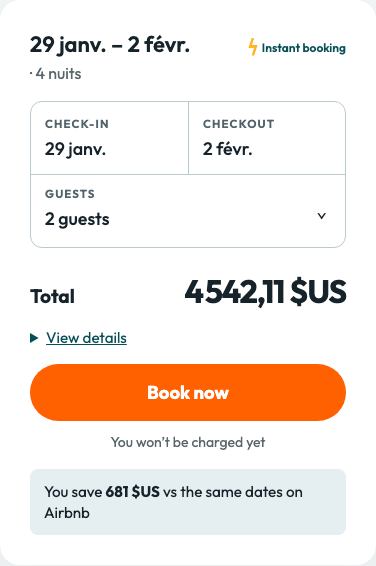 29 janv. – 2 févr.
Instant booking
· 4 nuits
CHECK-IN
29 janv.
CHECKOUT
2 févr.
GUESTS
2 guests
Total
4 542,11 $US
View details
Book now
You won't be charged yet
You save 681 $US vs the same dates on
Airbnb